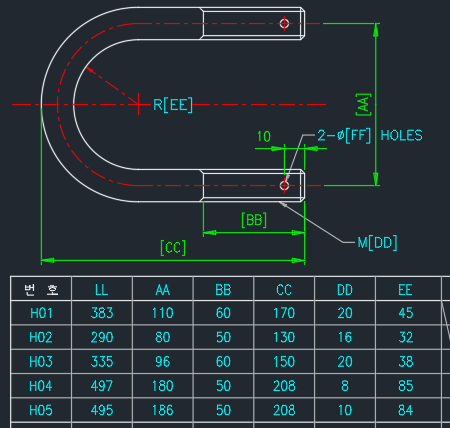 R[EE]
[AA]
10
2-ø[FF] HOLES
[BB]
[CC]
M[DD]
번 호 LL AA BB CC DD EE
H01 383 110 60 170 20 45
H02 290 80 50 130 16 32
H03 335 96 60 150 20 38
H04 497 180 50 208 8 85
H05 495 186 50 208 10 84